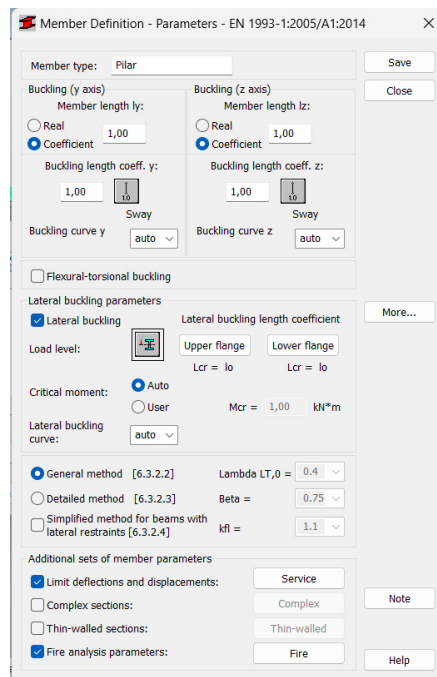 Member Definition - Parameters - EN 1993-1:2005/A1:2014
Member type: Pilar
Save
Buckling (y axis) Buckling (z axis)
Close
Member length ly: Member length lz:
Real Real
1,00 1,00
Coefficient Coefficient
Buckling length coeff. y: Buckling length coeff. z:
1,00 1.0 1,00 1.0
Sway Sway
Buckling curve y auto Buckling curve z auto
Flexural-torsional buckling
Lateral buckling parameters
Lateral buckling Lateral buckling length coefficient
More...
Load level: Upper flange Lower flange
Lcr = lo Lcr = lo
Critical moment: Auto
User Mcr = 1,00 kN*m
Lateral buckling
curve: auto
General method [6.3.2.2] Lambda LT,0 = 0.4
Detailed method [6.3.2.3] Beta = 0.75
Simplified method for beams with
lateral restraints [6.3.2.4] kfl = 1.1
Additional sets of member parameters
Limit deflections and displacements: Service
Complex sections: Complex
Note
Thin-walled sections: Thin-walled
Fire analysis parameters: Fire
Help